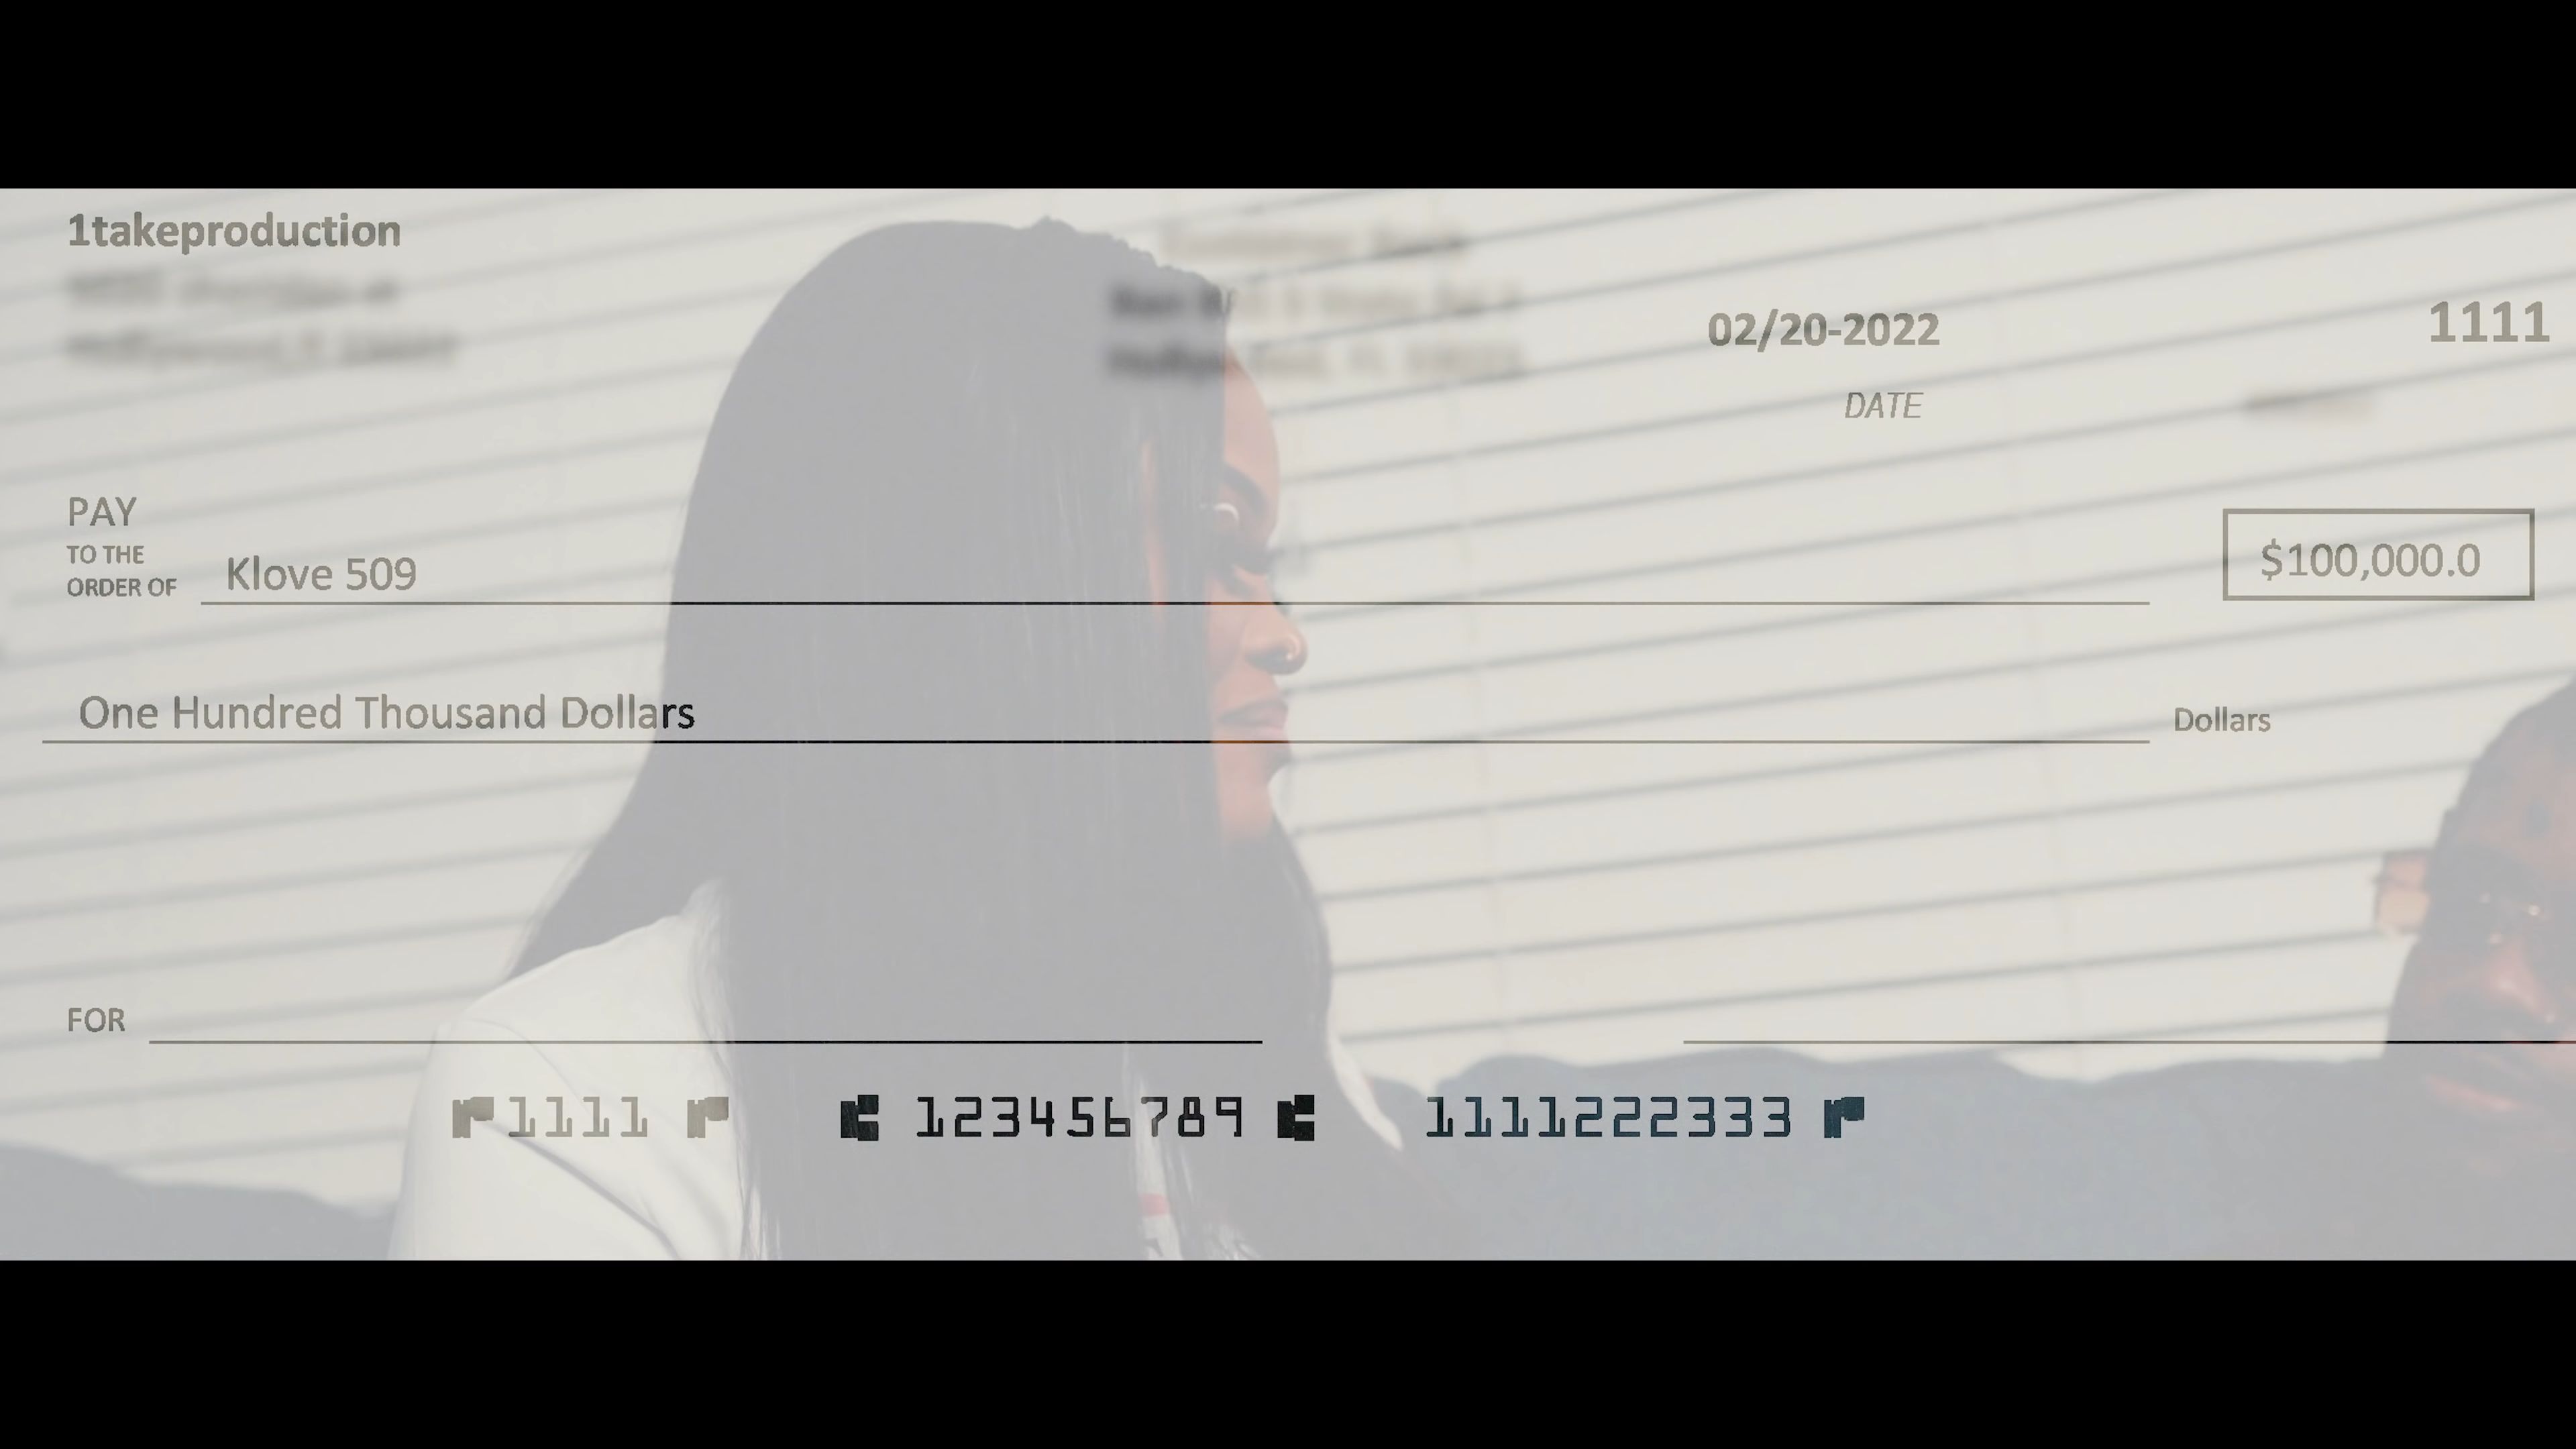 1takeproduction
02/20-2022
1111
DATE
PAY
TO THE
ORDER OF
Klove 509
$100,000.0
One Hundred Thousand Dollars
Dollars
FOR
1111 123456789 1111222333